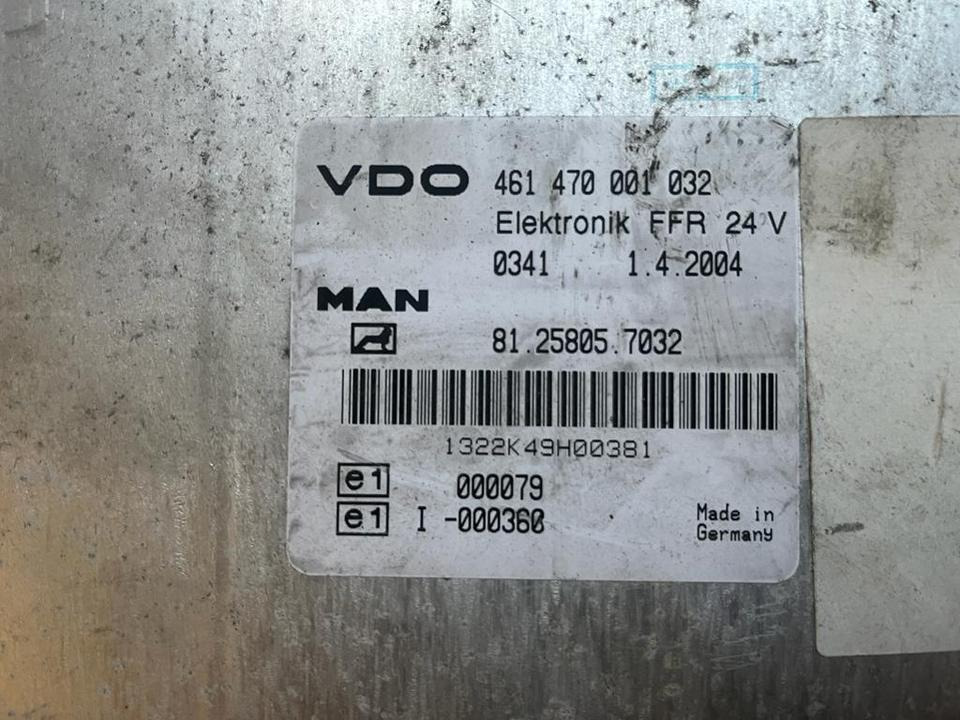 VDO 461 470 001 032
Elektronik FFR 24 V
0341 1.4.2004
MAN
81.25805.7032
1322K49H00381
e1 000079
e1 I -000360
Made in
Germany